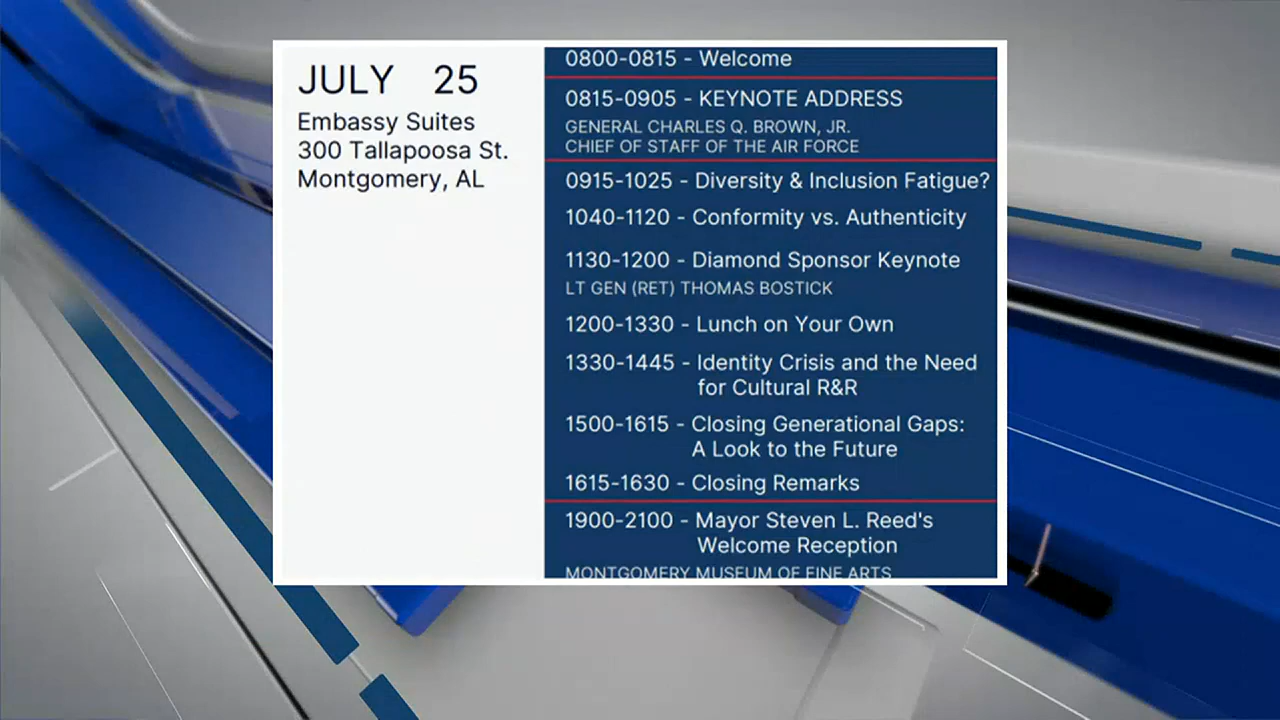 JULY 25
Embassy Suites
300 Tallapoosa St.
Montgomery, AL
0800-0815 - Welcome
0815-0905 - KEYNOTE ADDRESS
GENERAL CHARLES Q. BROWN, JR.
CHIEF OF STAFF OF THE AIR FORCE
0915-1025 - Diversity & Inclusion Fatigue?
1040-1120 - Conformity vs. Authenticity
1130-1200 - Diamond Sponsor Keynote
LT GEN (RET) THOMAS BOSTICK
1200-1330 - Lunch on Your Own
1330-1445 - Identity Crisis and the Need
for Cultural R&R
1500-1615 - Closing Generational Gaps:
A Look to the Future
1615-1630 - Closing Remarks
1900-2100 - Mayor Steven L. Reed's
Welcome Reception
MONTGOMERY MUSEUM OF FINE ARTS